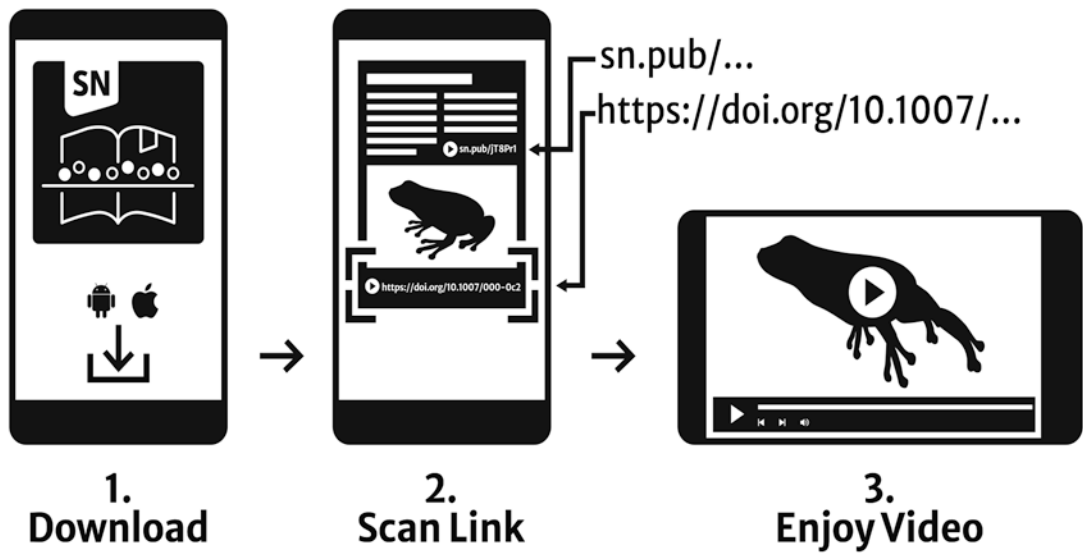 SN
sn.pub/...
https://doi.org/10.1007/...
sn.pub/jT8PrI
https://doi.org/10.1007/000-0c2
1.
Download
2.
Scan Link
3.
Enjoy Video